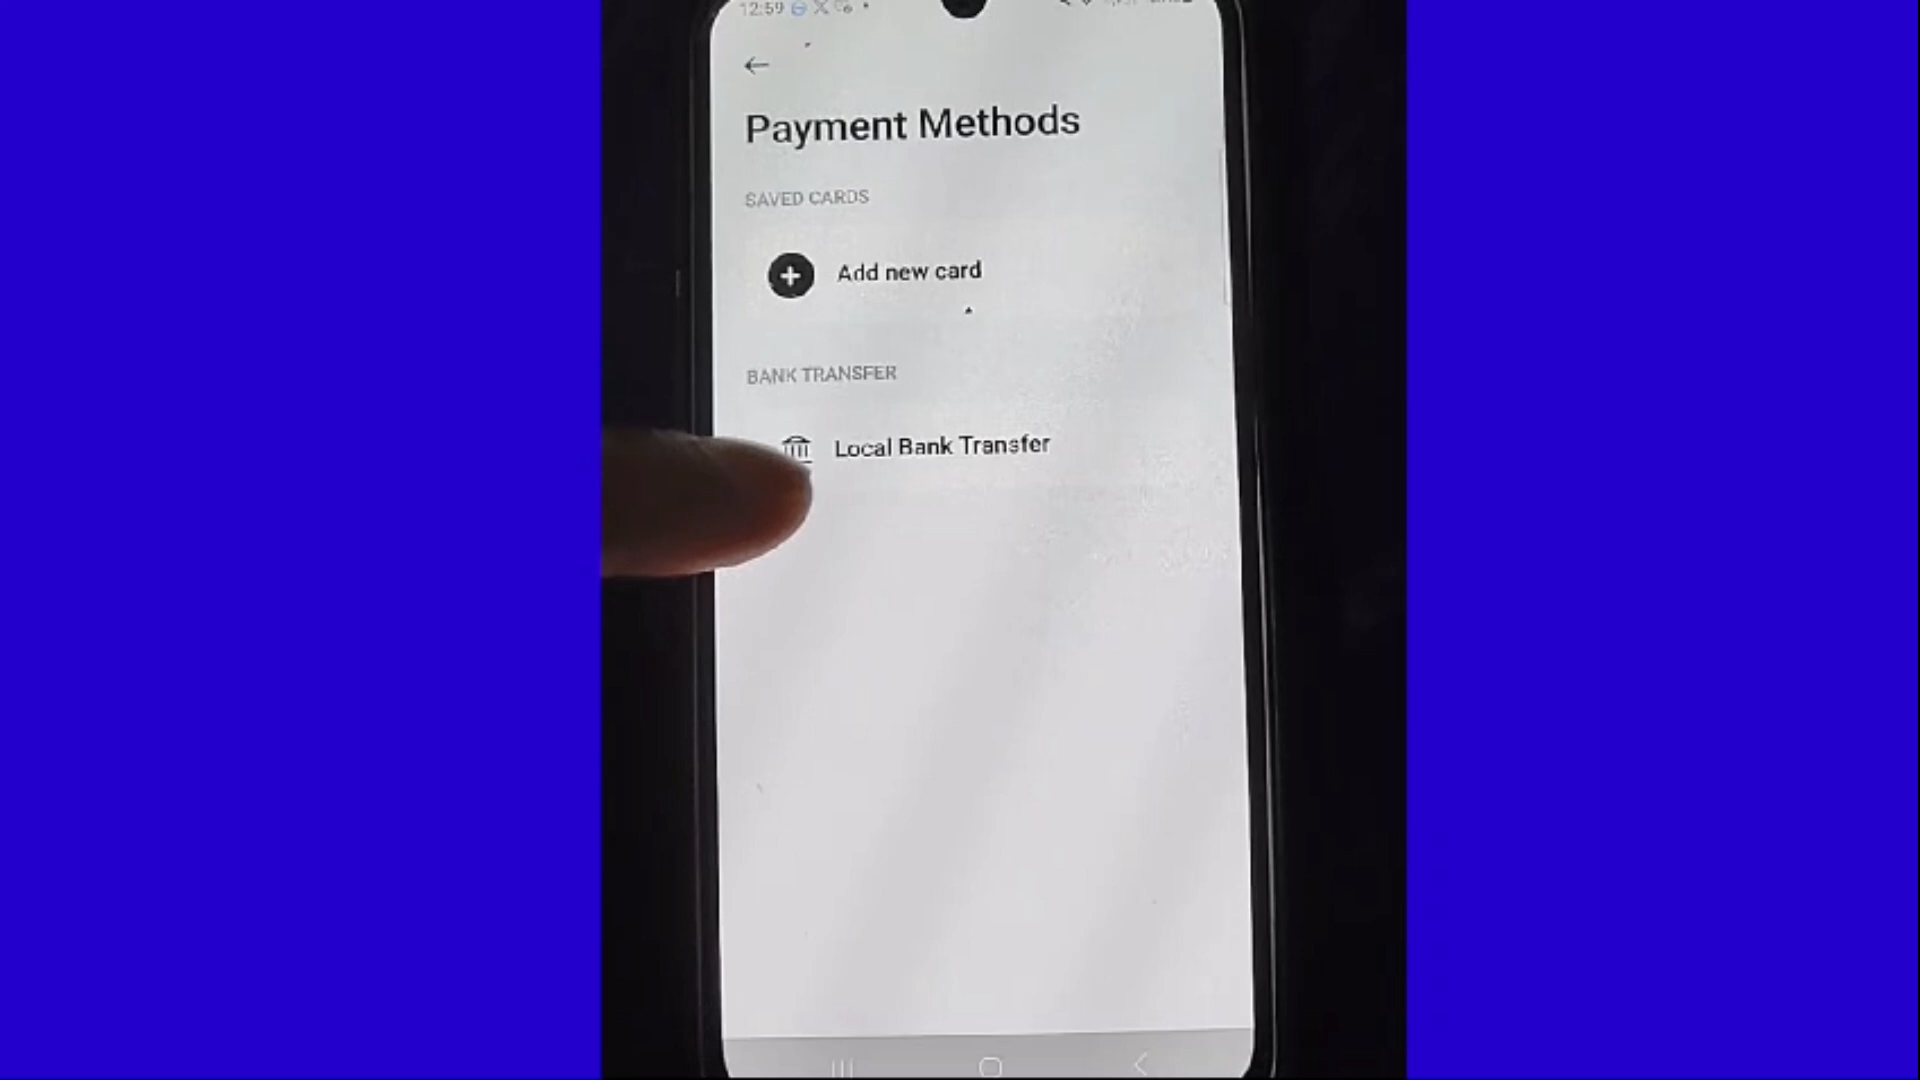 12:59
Payment Methods
SAVED CARDS
Add new card
BANK TRANSFER
Local Bank Transfer